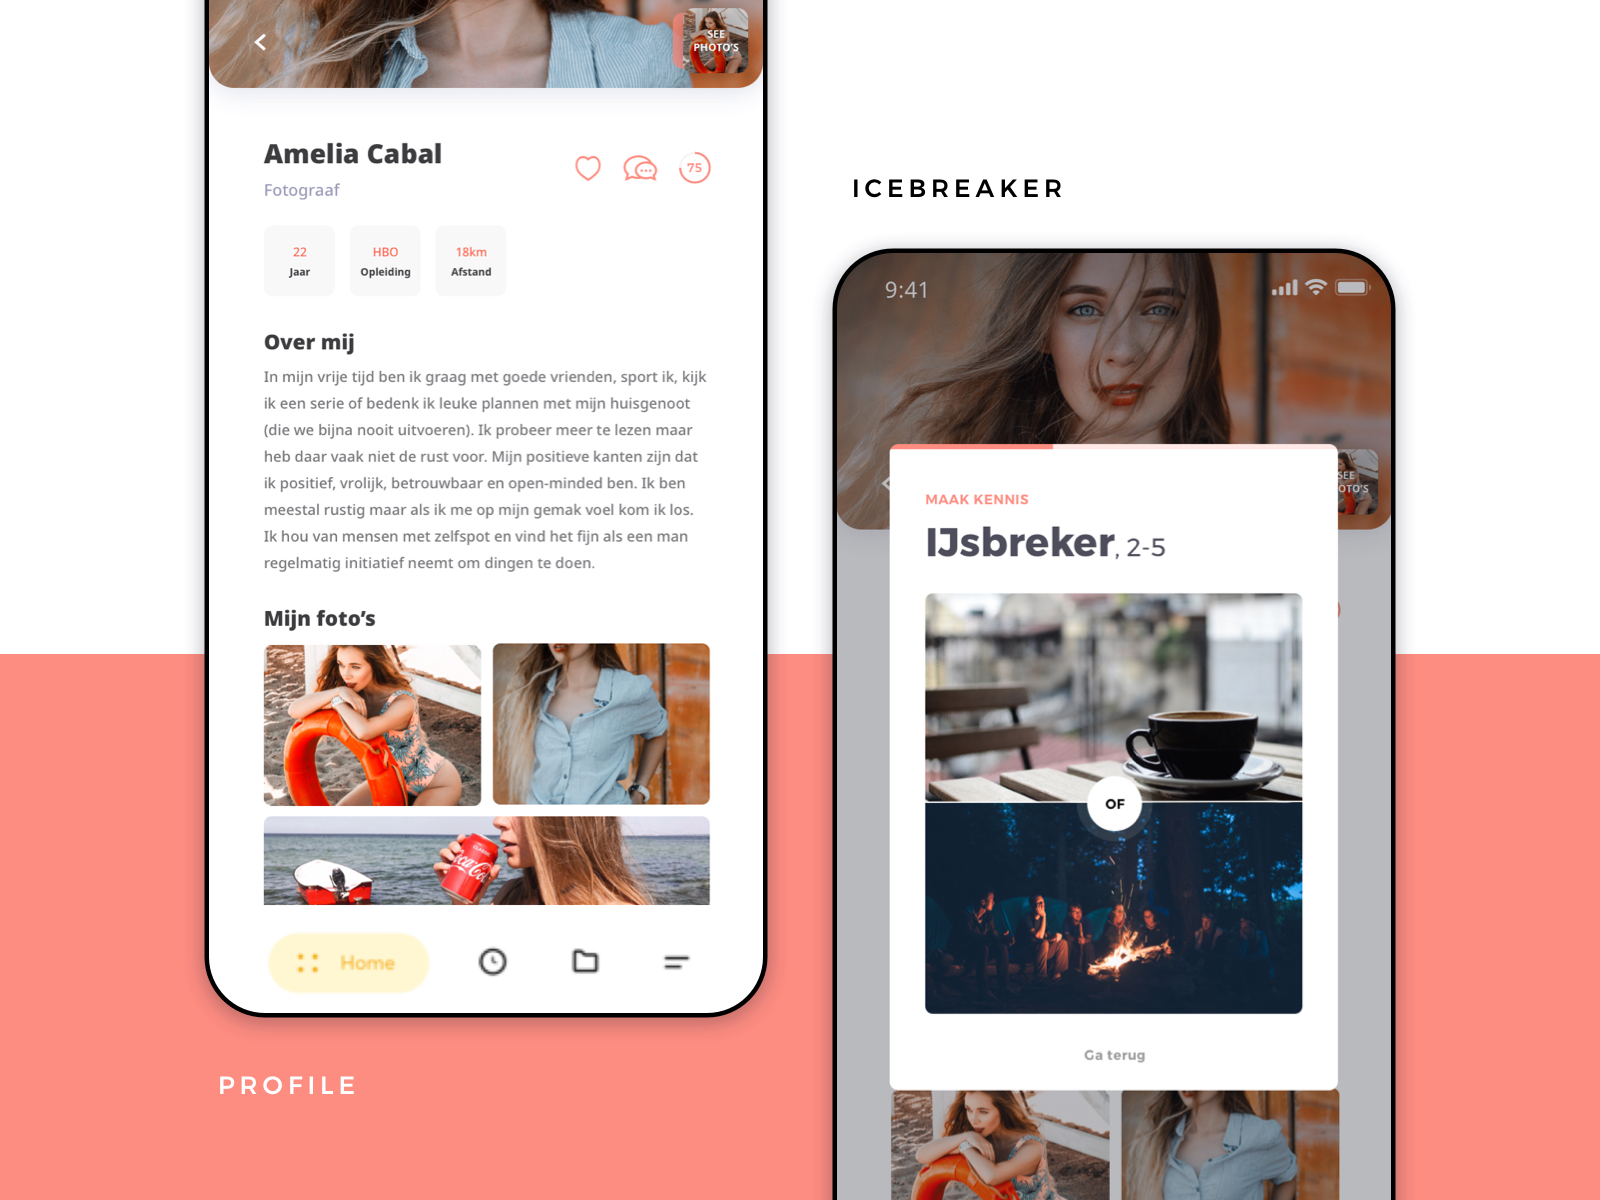 SEE
PHOTO'S
Amelia Cabal
Fotograaf
75
22
Jaar
HBO
Opleiding
18km
Afstand
Over mij
In mijn vrije tijd ben ik graag met goede vrienden, sport ik, kijk
ik een serie of bedenk ik leuke plannen met mijn huisgenoot
(die we bijna nooit uitvoeren). Ik probeer meer te lezen maar
heb daar vaak niet de rust voor. Mijn positieve kanten zijn dat
ik positief, vrolijk, betrouwbaar en open-minded ben. Ik ben
meestal rustig maar als ik me op mijn gemak voel kom ik los.
Ik hou van mensen met zelfspot en vind het fijn als een man
regelmatig initiatief neemt om dingen te doen.
Mijn foto's
Coca-Cola
Home
PROFILE
ICEBREAKER
9:41
SEE
OTO'S
MAAK KENNIS
IJsbreker, 2-5
OF
Ga terug